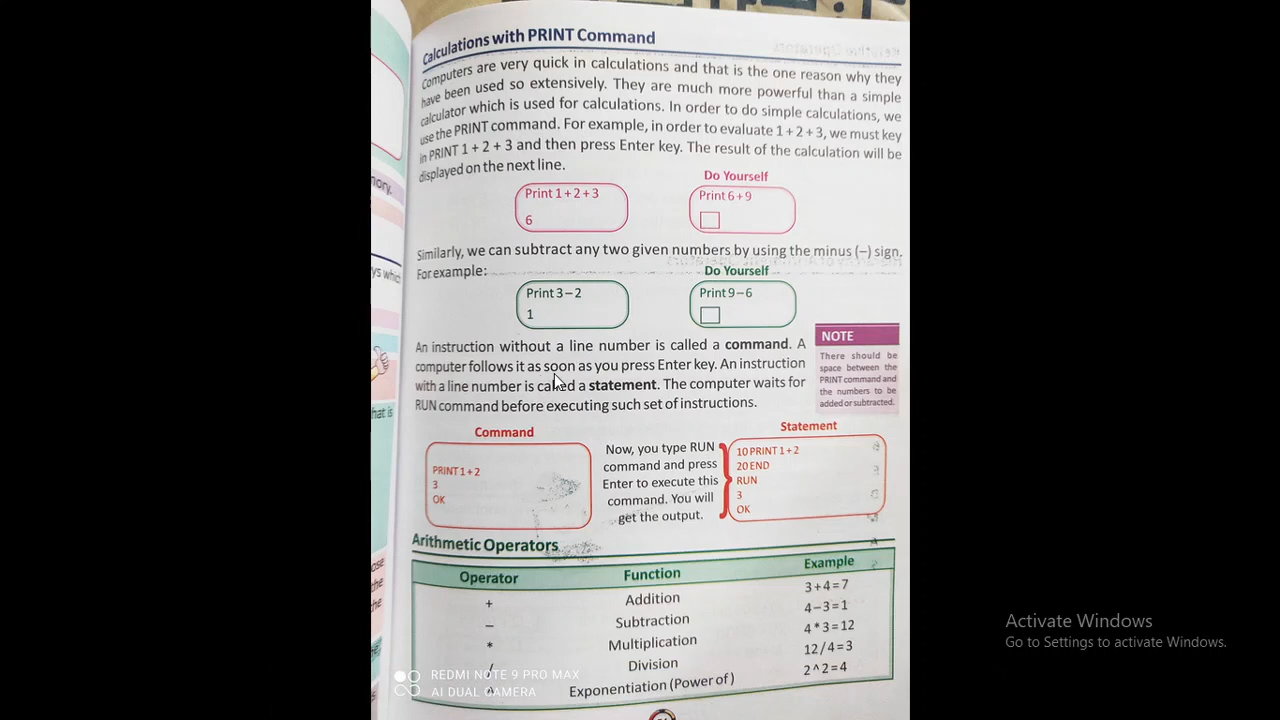 Calculations with PRINT Command
Computers are very quick in calculations and that is the one reason why they
have been used so extensively. They are much more powerful than a simple
calculator which is used for calculations. In order to do simple calculations, we
use the PRINT command. For example, in order to evaluate 1 + 2 + 3, we must key
in PRINT 1 + 2 + 3 and then press Enter key. The result of the calculation will be
displayed on the next line.
Do Yourself
Print 1 + 2 + 3
6
Print 6 + 9
Similarly, we can subtract any two given numbers by using the minus (–) sign.
For example:
Do Yourself
Print 3 – 2
1
Print 9 – 6
An instruction without a line number is called a command. A
computer follows it as soon as you press Enter key. An instruction
with a line number is called a statement. The computer waits for
RUN command before executing such set of instructions.
NOTE
There should be
space between the
PRINT command and
the numbers to be
added or subtracted.
Command
PRINT 1 + 2
3
OK
Now, you type RUN
command and press
Enter to execute this
command. You will
get the output.
Statement
10 PRINT 1 + 2
20 END
RUN
3
OK
Arithmetic Operators
Operator Function Example
+ Addition 3 + 4 = 7
– Subtraction 4 – 3 = 1
* Multiplication 4 * 3 = 12
/ Division 12 / 4 = 3
^ Exponentiation (Power of) 2 ^ 2 = 4
REDMI NOTE 9 PRO MAX
AI DUAL CAMERA
Activate Windows
Go to Settings to activate Windows.